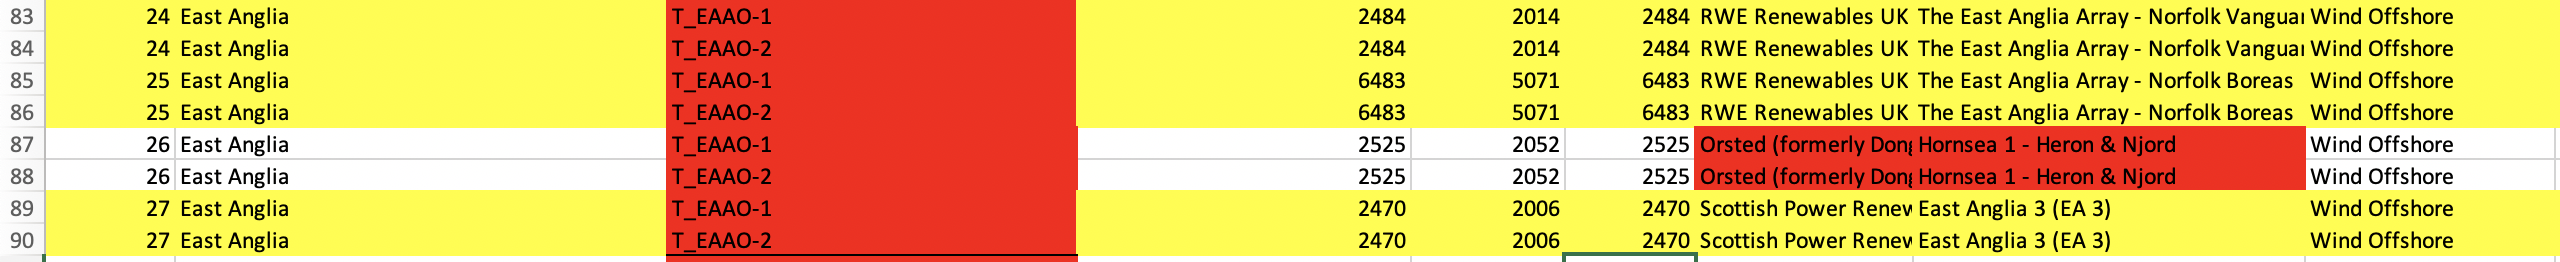 83 24 East Anglia T_EAAO-1 2484 2014 2484 RWE Renewables UK The East Anglia Array - Norfolk Vanguar Wind Offshore
84 24 East Anglia T_EAAO-2 2484 2014 2484 RWE Renewables UK The East Anglia Array - Norfolk Vanguar Wind Offshore
85 25 East Anglia T_EAAO-1 6483 5071 6483 RWE Renewables UK The East Anglia Array - Norfolk Boreas Wind Offshore
86 25 East Anglia T_EAAO-2 6483 5071 6483 RWE Renewables UK The East Anglia Array - Norfolk Boreas Wind Offshore
87 26 East Anglia T_EAAO-1 2525 2052 2525 Orsted (formerly Dong Hornsea 1 - Heron & Njord Wind Offshore
88 26 East Anglia T_EAAO-2 2525 2052 2525 Orsted (formerly Dong Hornsea 1 - Heron & Njord Wind Offshore
89 27 East Anglia T_EAAO-1 2470 2006 2470 Scottish Power Renew East Anglia 3 (EA 3) Wind Offshore
90 27 East Anglia T_EAAO-2 2470 2006 2470 Scottish Power Renew East Anglia 3 (EA 3) Wind Offshore